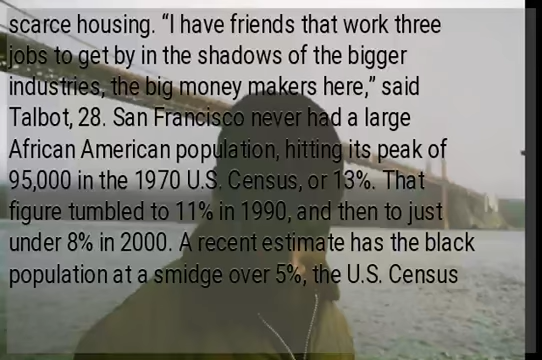 scarce housing. “I have friends that work three
jobs to get by in the shadows of the bigger
industries, the big money makers here,” said
Talbot, 28. San Francisco never had a large
African American population, hitting its peak of
95,000 in the 1970 U.S. Census, or 13%. That
figure tumbled to 11% in 1990, and then to just
under 8% in 2000. A recent estimate has the black
population at a smidge over 5%, the U.S. Census